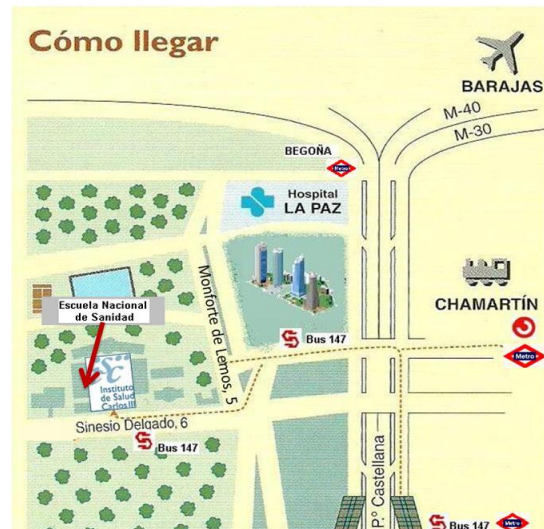 Cómo llegar
BARAJAS
M-40
M-30
BEGOÑA
Metro
Hospital
LA PAZ
CHAMARTÍN
Metro
Escuela Nacional
de Sanidad
Monforte de Lemos, 5
Bus 147
Instituto
de Salud
Carlos III
Sinesio Delgado, 6
Bus 147
P.º Castellana
Bus 147
Metro